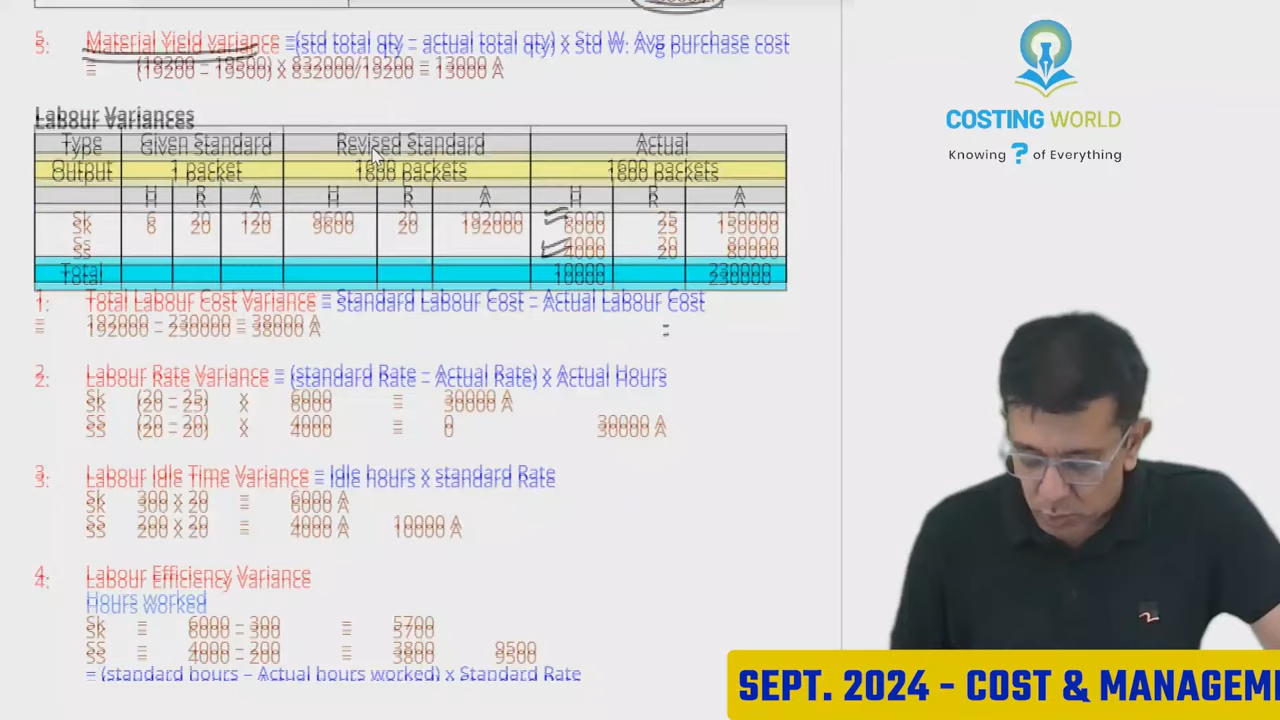 5. Material Yield variance =(std total qty – actual total qty) x Std W. Avg purchase cost
= (19200 – 19500) x 832000/19200 = 13000 A
COSTING WORLD
Knowing ? of Everything
Labour Variances
Type Given Standard Revised Standard Actual
Output 1 packet 1600 packets 1600 packets
H R A H R A H R A
Sk 6 20 120 9600 20 192000 6000 25 150000
Ss 4000 20 80000
Total 10000 230000
1. Total Labour Cost Variance = Standard Labour Cost – Actual Labour Cost
= 192000 – 230000 = 38000 A
2. Labour Rate Variance = (standard Rate – Actual Rate) x Actual Hours
Sk (20 – 25) x 6000 = 30000 A
SS (20 – 20) x 4000 = 0 30000 A
3. Labour Idle Time Variance = Idle hours x standard Rate
Sk 300 x 20 = 6000 A
SS 200 x 20 = 4000 A 10000 A
4. Labour Efficiency Variance
Hours worked
Sk = 6000 – 300 = 5700
SS = 4000 – 200 = 3800 9500
= (standard hours – Actual hours worked) x Standard Rate
SEPT. 2024 - COST & MANAGEM